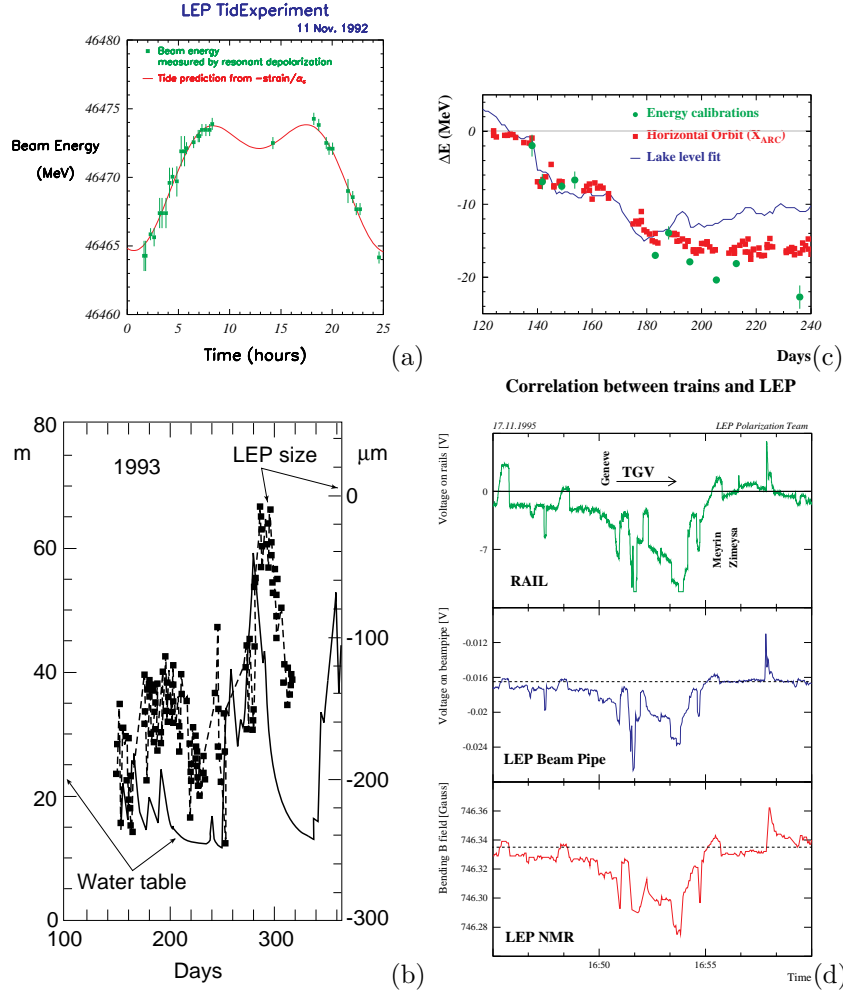 LEP TidExperiment
11 Nov. 1992
46480
46475
46470
46465
46460
Beam Energy
(MeV)
Beam energy
measured by resonant depolarization
Tide prediction from −strain/α_c
0 5 10 15 20 25
Time (hours)
(a)
ΔE (MeV)
0
-10
-20
Energy calibrations
Horizontal Orbit (X_ARC)
Lake level fit
120 140 160 180 200 220 240
Days
(c)
80
m
60
40
20
0
1993
LEP size
μm
0
-100
-200
-300
Water table
100 200 300
Days
(b)
Correlation between trains and LEP
17.11.1995
LEP Polarization Team
Voltage on rails [V]
0
-7
Geneve
TGV
Meyrin
Zimeysa
RAIL
Voltage on beampipe [V]
-0.012
-0.016
-0.02
-0.024
LEP Beam Pipe
Bending B field [Gauss]
746.36
746.34
746.30
746.28
LEP NMR
16:50 16:55
Time
(d)